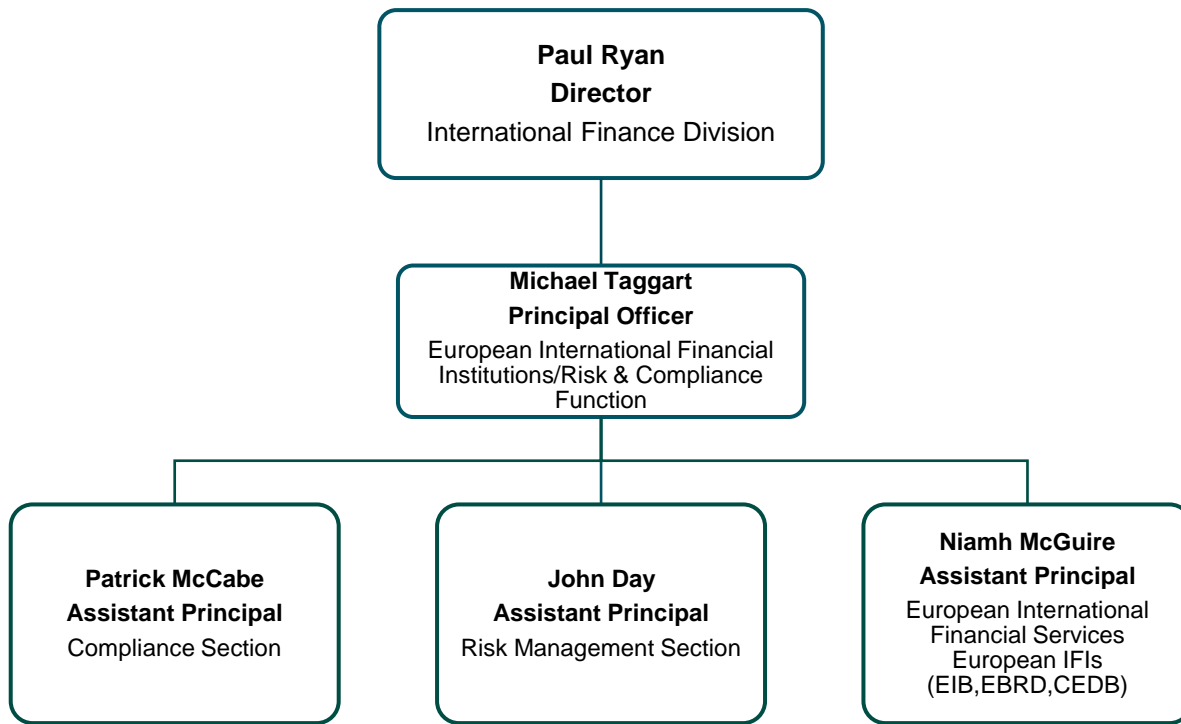 Paul Ryan
Director
International Finance Division
Michael Taggart
Principal Officer
European International Financial
Institutions/Risk & Compliance
Function
Patrick McCabe
Assistant Principal
Compliance Section
John Day
Assistant Principal
Risk Management Section
Niamh McGuire
Assistant Principal
European International
Financial Services
European IFIs
(EIB,EBRD,CEDB)